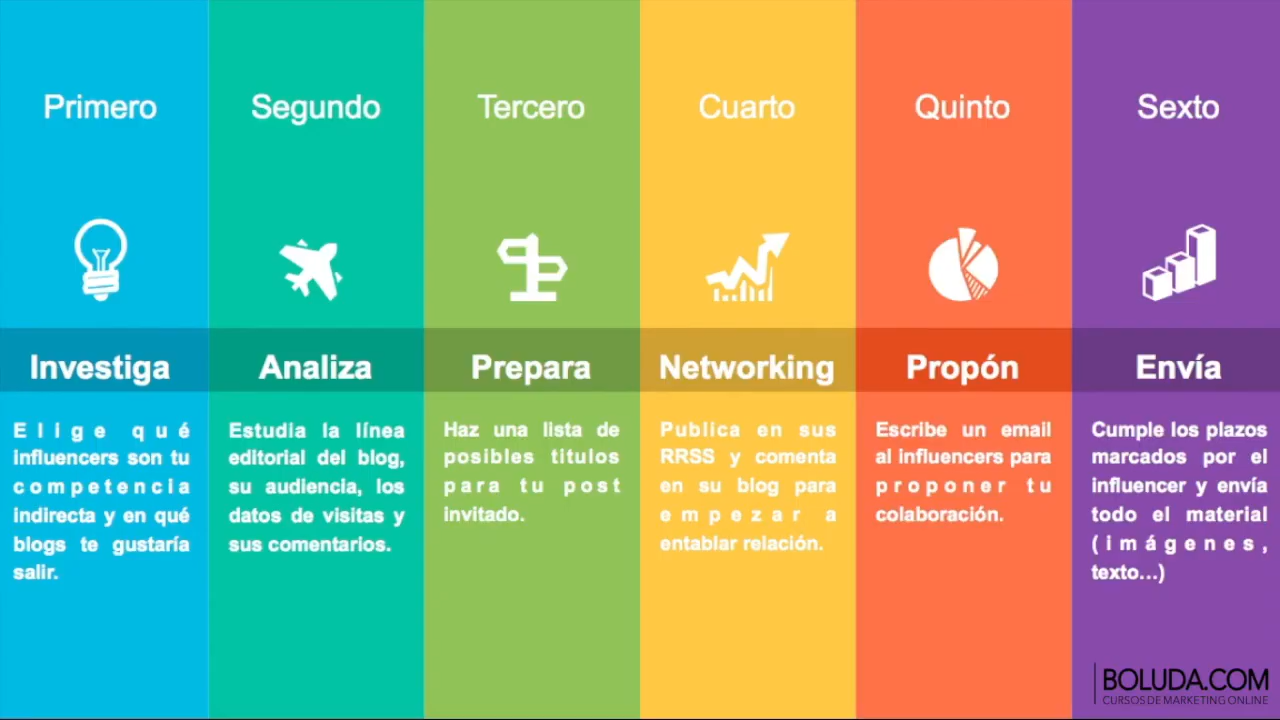 Primero
Investiga
Elige qué
influencers son tu
competencia
indirecta y en qué
blogs te gustaría
salir.
Segundo
Analiza
Estudia la línea
editorial del blog,
su audiencia, los
datos de visitas y
sus comentarios.
Tercero
Prepara
Haz una lista de
posibles titulos
para tu post
invitado.
Cuarto
Networking
Publica en sus
RRSS y comenta
en su blog para
empezar a
entablar relación.
Quinto
Propón
Escribe un email
al influencers para
proponer tu
colaboración.
Sexto
Envía
Cumple los plazos
marcados por el
influencer y envía
todo el material
(imágenes,
texto...)
BOLUDA.COM
CURSOS DE MARKETING ONLINE